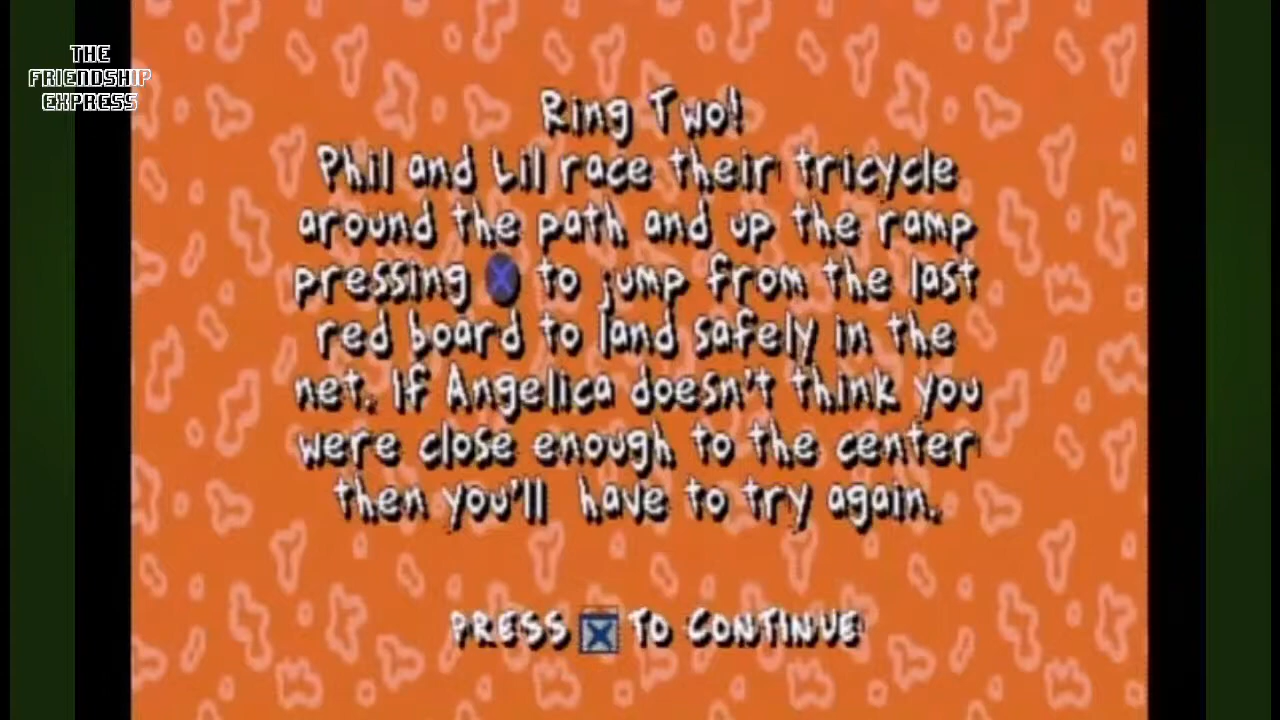 THE
FRIENDSHIP
EXPRESS
Ring Two!
Phil and Lil race their tricycle
around the path and up the ramp
pressing X to jump from the last
red board to land safely in the
net. If Angelica doesn't think you
were close enough to the center
then you'll have to try again.
PRESS X TO CONTINUE